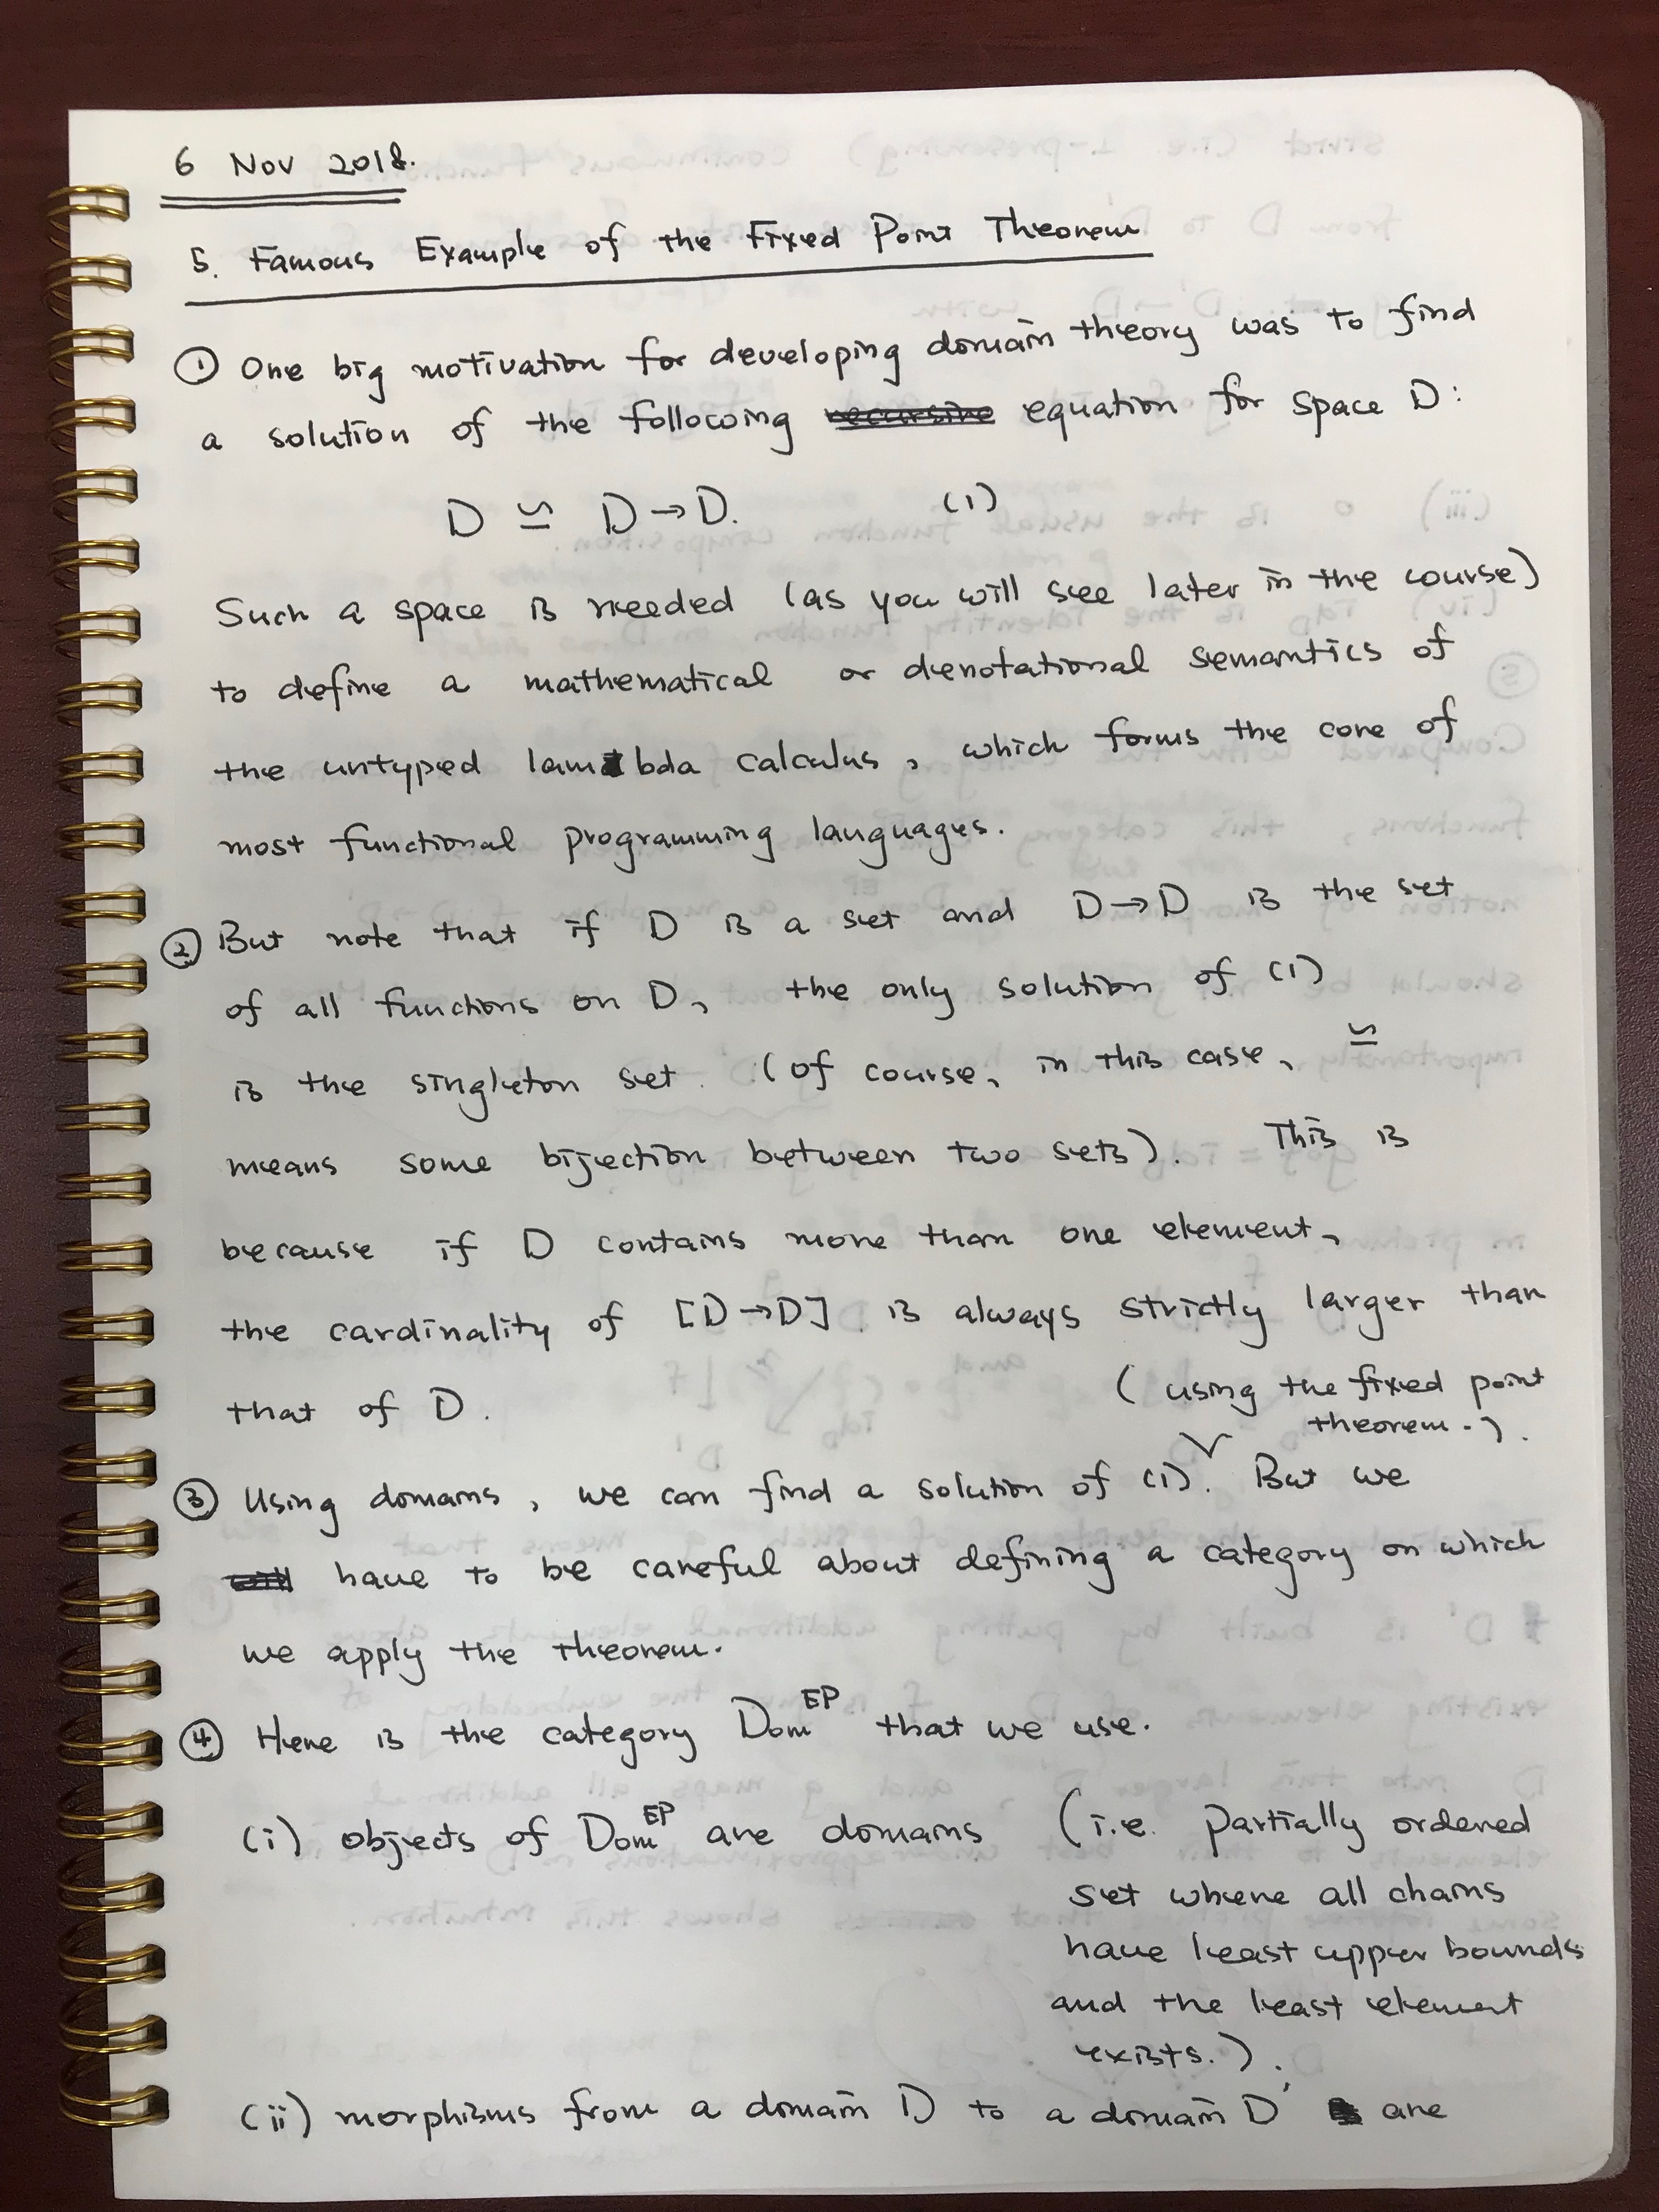 6 Nov 2018.
5. Famous Example of the Fixed Point Theorem
① One big motivation for developing domain theory was to find
a solution of the following recursive equation for space D:
D ≅ D→D. (1)
Such a space is needed (as you will see later in the course)
to define a mathematical or denotational semantics of
the untyped lambda calculus, which forms the core of
most functional programming languages.
② But note that if D is a set and D→D is the set
of all functions on D, the only solution of (1)
is the singleton set. (Of course, in this case, ≅
means some bijection between two sets). This is
because if D contains more than one element,
the cardinality of [D→D] is always strictly larger than
that of D.
(using the fixed point
theorem.).
③ Using domains, we can find a solution of (1). But we
have to be careful about defining a category on which
we apply the theorem.
④ Here is the category Dom^EP that we use.
(i) objects of Dom^EP are domains (i.e. partially ordered
set where all chains
have least upper bounds
and the least element
exists.).
(ii) morphisms from a domain D to a domain D' are